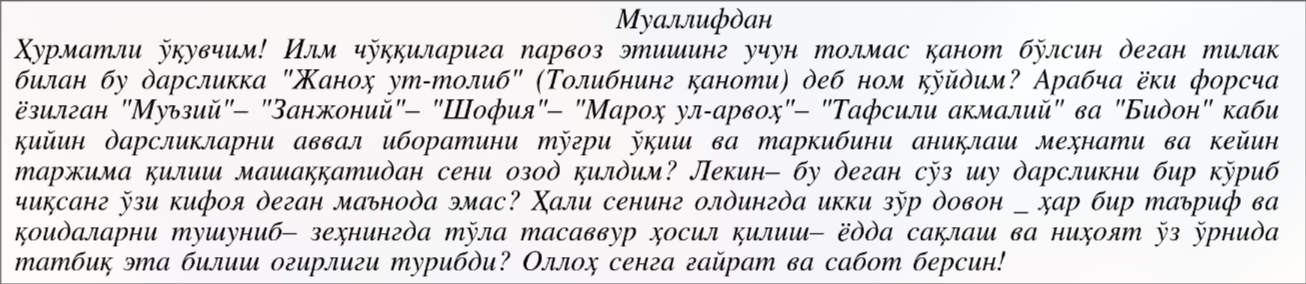 Муаллифдан
Ҳурматли ўқувчим! Илм чўққиларига парвоз этишинг учун толмас қанот бўлсин деган тилак
билан бу дарсликка "Жаноҳ ут-толиб" (Толибнинг қаноти) деб ном қўйдим? Арабча ёки форсча
ёзилган "Муъзий"– "Занжоний"– "Шофия"– "Мароҳ ул-арвоҳ"– "Тафсили акмалий" ва "Бидон" каби
қийин дарсликларни аввал иборатини тўғри ўқиш ва таркибини аниқлаш меҳнати ва кейин
таржима қилиш машаққатидан сени озод қилдим? Лекин– бу деган сўз шу дарсликни бир кўриб
чиқсанг ўзи кифоя деган маънода эмас? Ҳали сенинг олдингда икки зўр довон _ ҳар бир таъриф ва
қоидаларни тушуниб– зеҳнингда тўла тасаввур ҳосил қилиш– ёдда сақлаш ва ниҳоят ўз ўрнида
татбиқ эта билиш оғирлиги турибди? Оллоҳ сенга ғайрат ва сабот берсин!